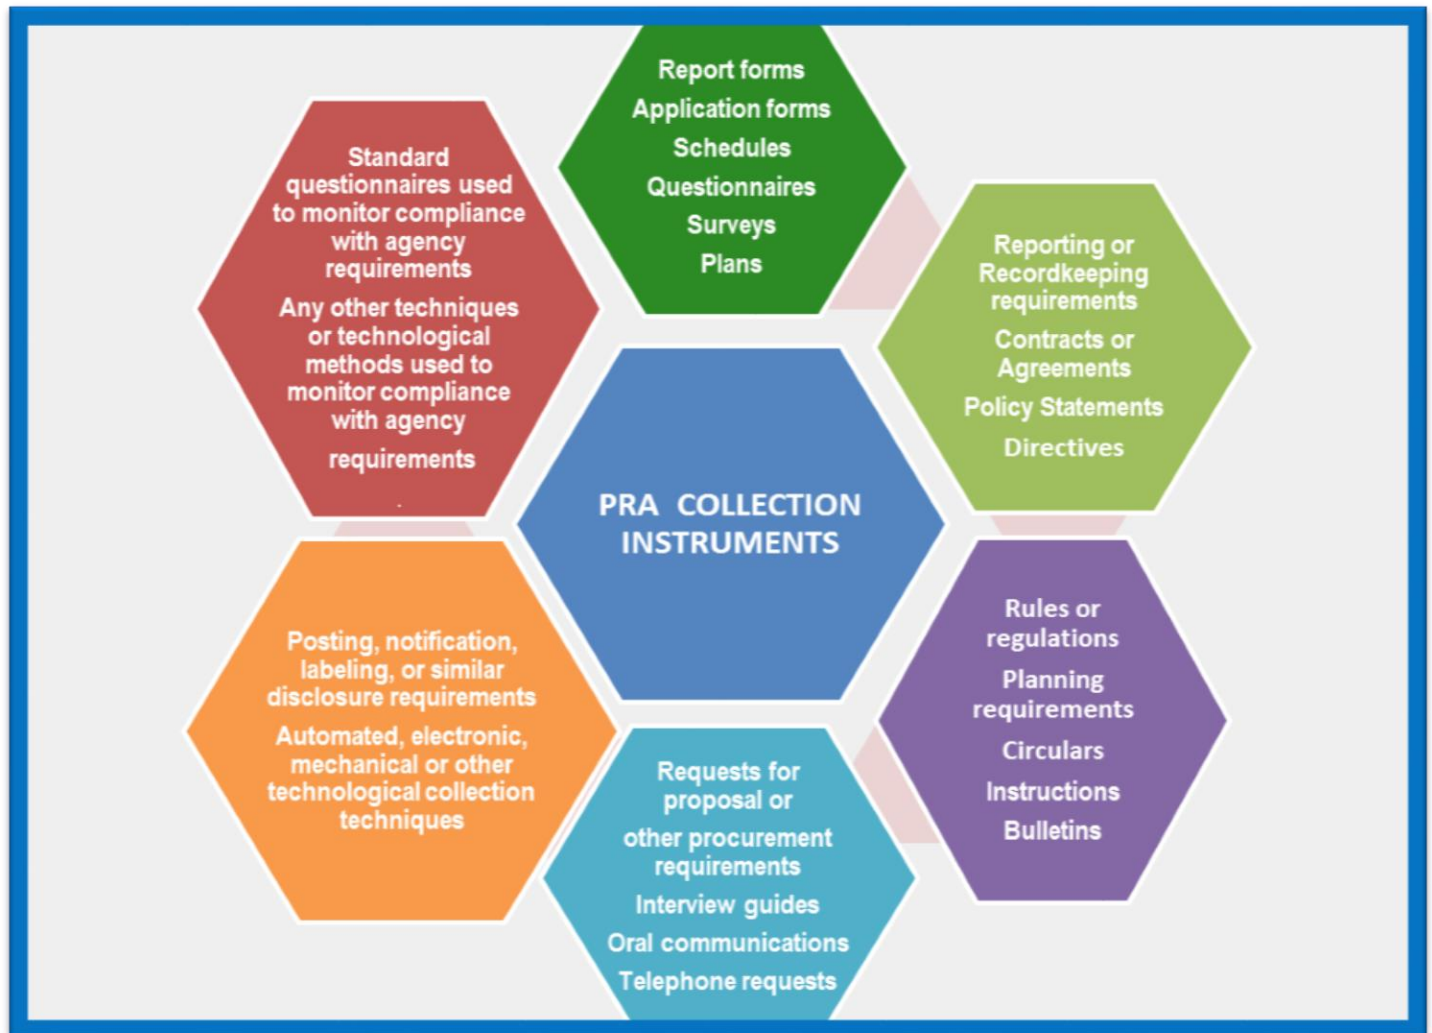 Report forms
Application forms
Schedules
Questionnaires
Surveys
Plans
Standard
questionnaires used
to monitor compliance
with agency
requirements
Any other techniques
or technological
methods used to
monitor compliance
with agency
requirements
.
Reporting or
Recordkeeping
requirements
Contracts or
Agreements
Policy Statements
Directives
PRA COLLECTION
INSTRUMENTS
Rules or
regulations
Planning
requirements
Circulars
Instructions
Bulletins
Posting, notification,
labeling, or similar
disclosure requirements
Automated, electronic,
mechanical or other
technological collection
techniques
Requests for
proposal or
other procurement
requirements
Interview guides
Oral communications
Telephone requests